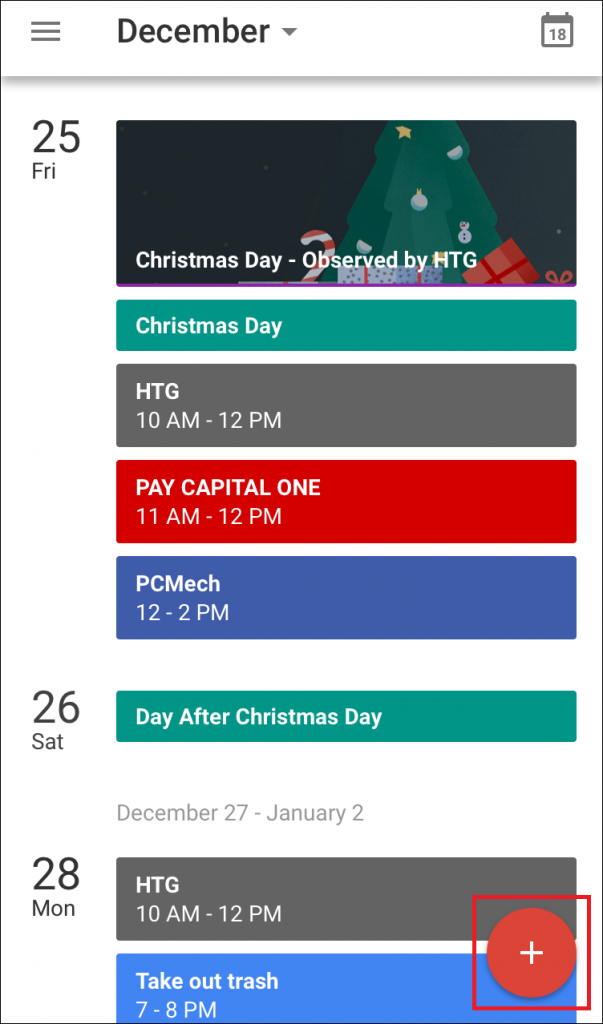 December
18
25
Fri
Christmas Day - Observed by HTG
Christmas Day
HTG
10 AM - 12 PM
PAY CAPITAL ONE
11 AM - 12 PM
PCMech
12 - 2 PM
26
Sat
Day After Christmas Day
December 27 - January 2
28
Mon
HTG
10 AM - 12 PM
Take out trash
7 - 8 PM